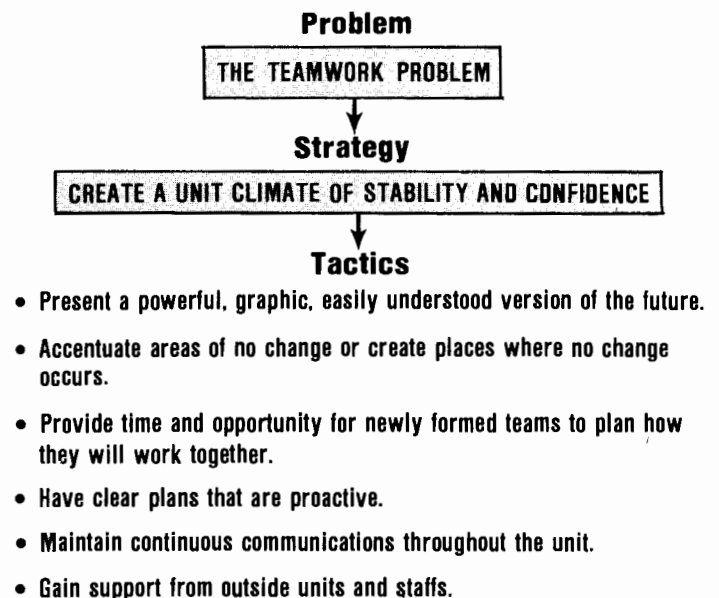 Problem
THE TEAMWORK PROBLEM
Strategy
CREATE A UNIT CLIMATE OF STABILITY AND CONFIDENCE
Tactics
• Present a powerful, graphic, easily understood version of the future.
• Accentuate areas of no change or create places where no change
occurs.
• Provide time and opportunity for newly formed teams to plan how
they will work together.
• Have clear plans that are proactive.
• Maintain continuous communications throughout the unit.
• Gain support from outside units and staffs.